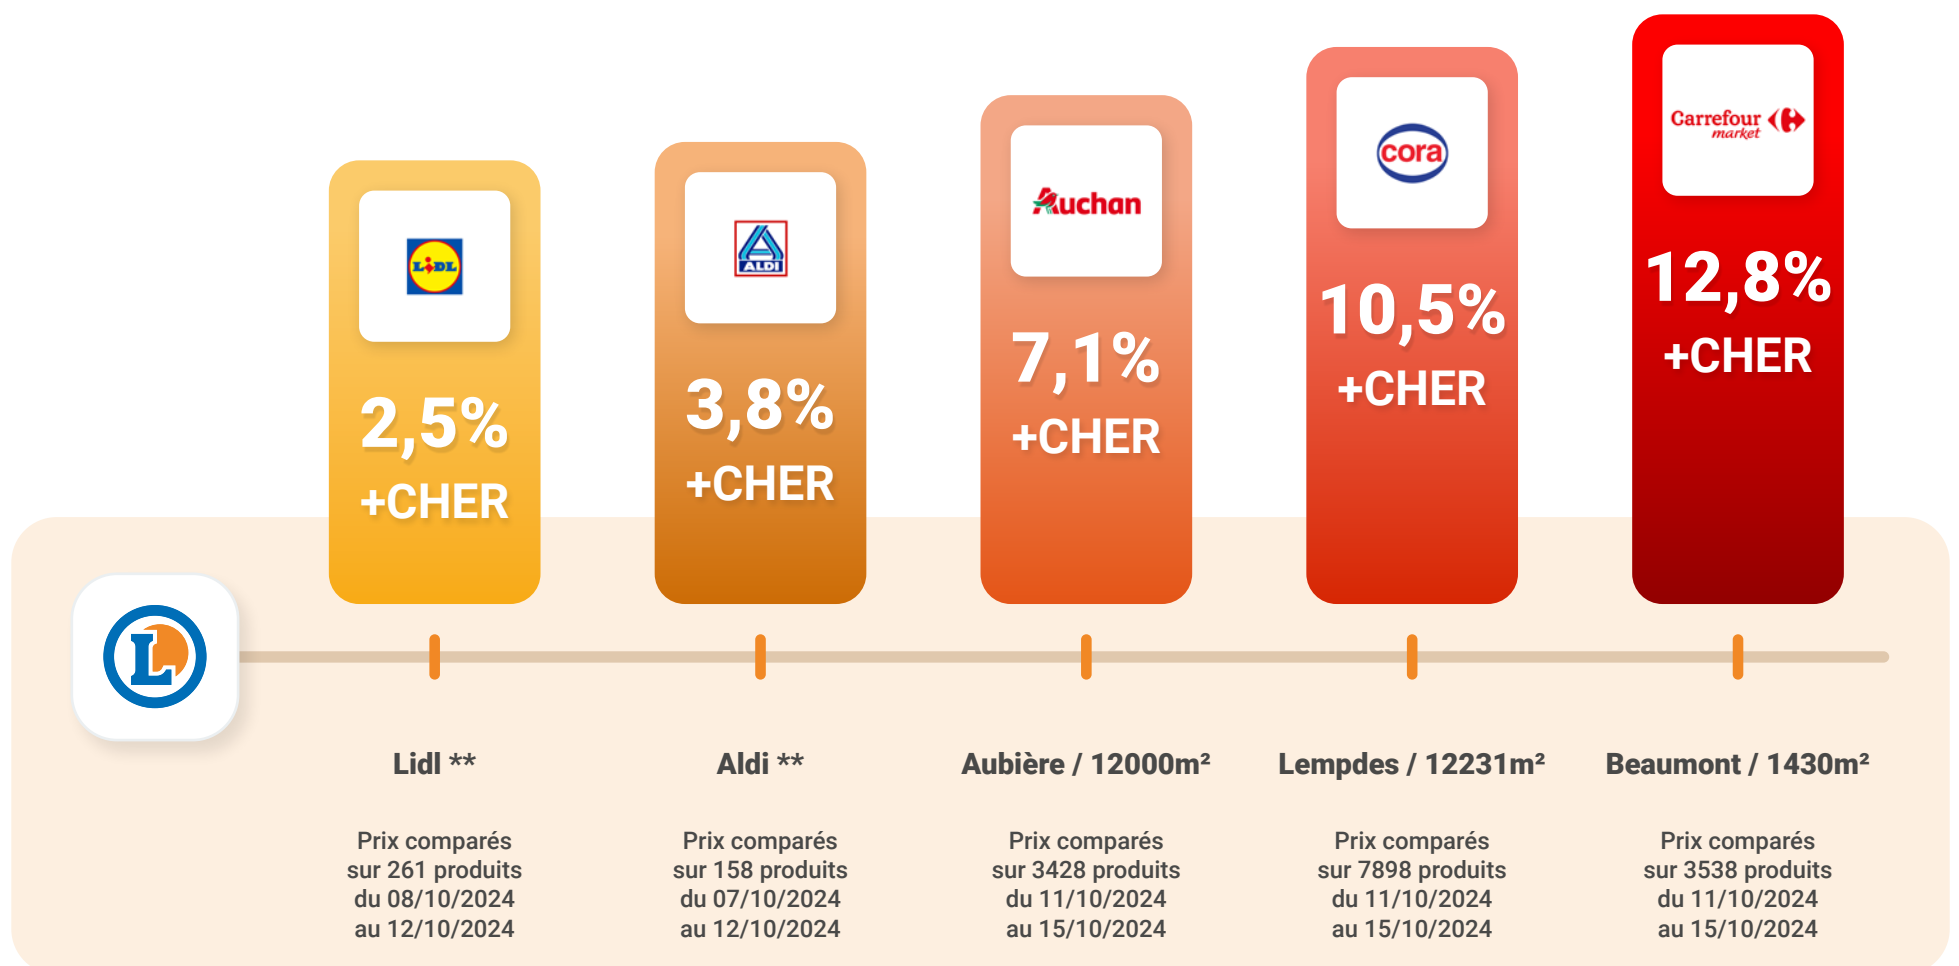 LIDL
2,5%
+CHER
ALDI
3,8%
+CHER
Auchan
7,1%
+CHER
cora
10,5%
+CHER
Carrefour
market
12,8%
+CHER
L
Lidl **
Prix comparés
sur 261 produits
du 08/10/2024
au 12/10/2024
Aldi **
Prix comparés
sur 158 produits
du 07/10/2024
au 12/10/2024
Aubière / 12000m²
Prix comparés
sur 3428 produits
du 11/10/2024
au 15/10/2024
Lempdes / 12231m²
Prix comparés
sur 7898 produits
du 11/10/2024
au 15/10/2024
Beaumont / 1430m²
Prix comparés
sur 3538 produits
du 11/10/2024
au 15/10/2024